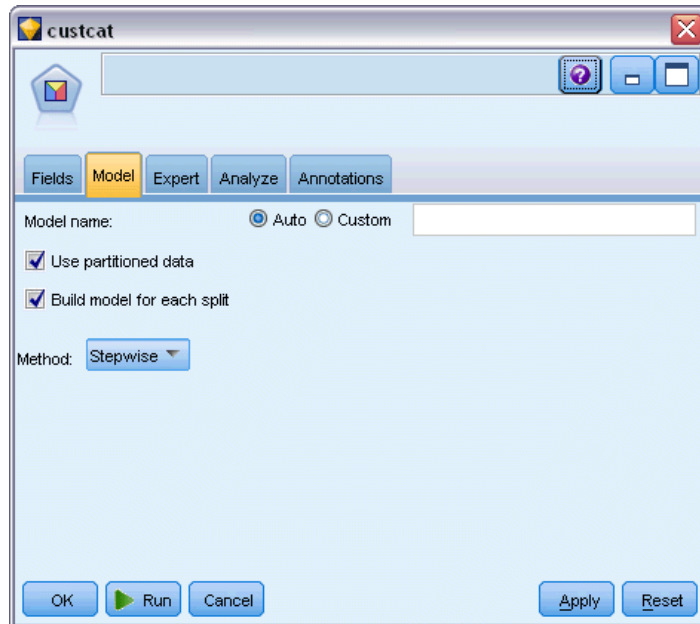 custcat
?
Fields Model Expert Analyze Annotations
Model name: Auto Custom
Use partitioned data
Build model for each split
Method: Stepwise
OK Run Cancel Apply Reset